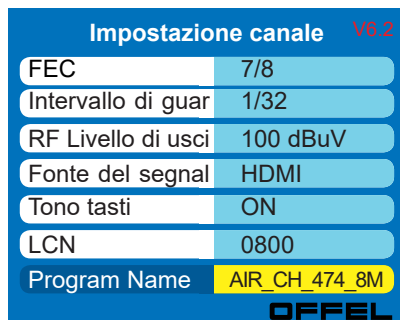 Impostazione canale V6.2
FEC 7/8
Intervallo di guar 1/32
RF Livello di usci 100 dBuV
Fonte del segnal HDMI
Tono tasti ON
LCN 0800
Program Name AIR_CH_474_8M
OFFEL